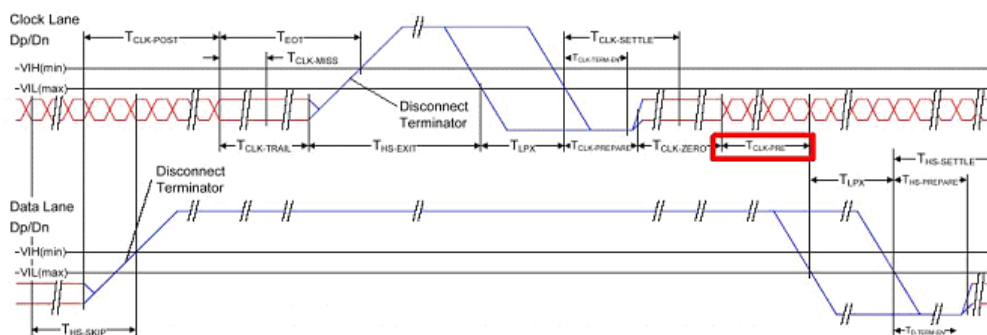 Clock Lane
Dp/Dn
TCLK-POST
TEOT
TCLK-SETTLE
TCLK-MISS
TCLK-TERM-EN
VIH(min)
VIL(max)
Disconnect
Terminator
TCLK-TRAIL
THS-EXIT
TLPX
TCLK-PREPARE
TCLK-ZERO
TCLK-PRE
THS-SETTLE
Disconnect
Terminator
TLPX
THS-PREPARE
Data Lane
Dp/Dn
VIH(min)
VIL(max)
THS-SKIP
TD-TERM-EN